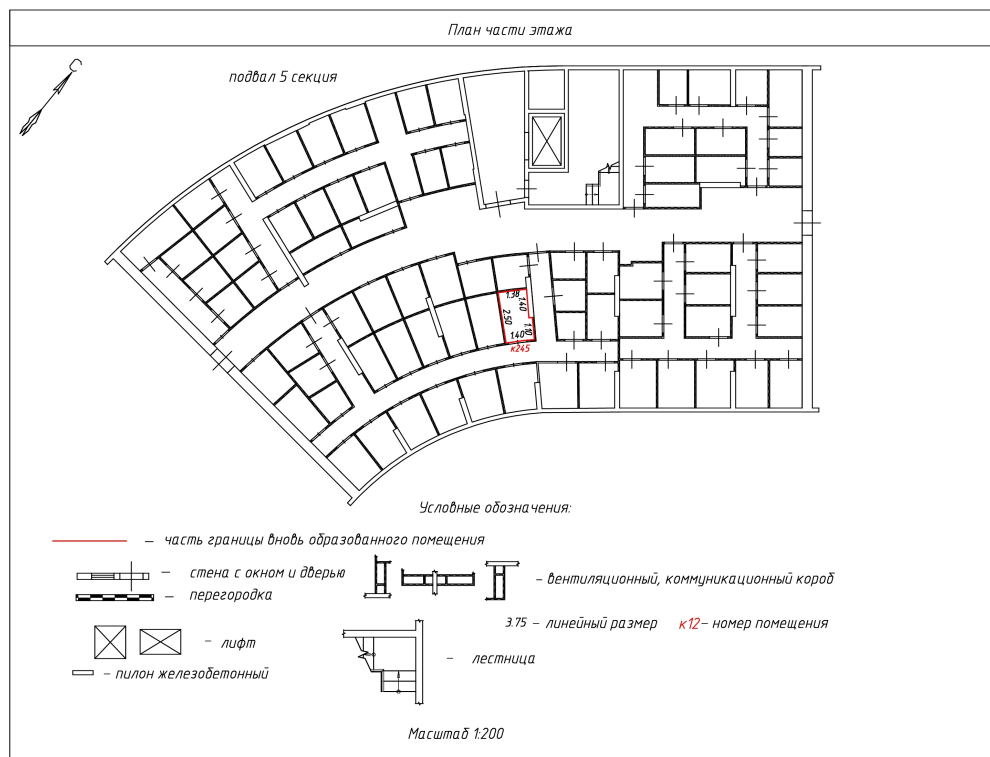 План части этажа
С
подвал 5 секция
1.38
1.40
2.50
1.10
1.40
к245
Условные обозначения:
– часть границы вновь образованного помещения
– стена с окном и дверью
– вентиляционный, коммуникационный короб
– перегородка
3.75 – линейный размер к12 – номер помещения
– лифт
– лестница
– пилон железобетонный
Масштаб 1:200